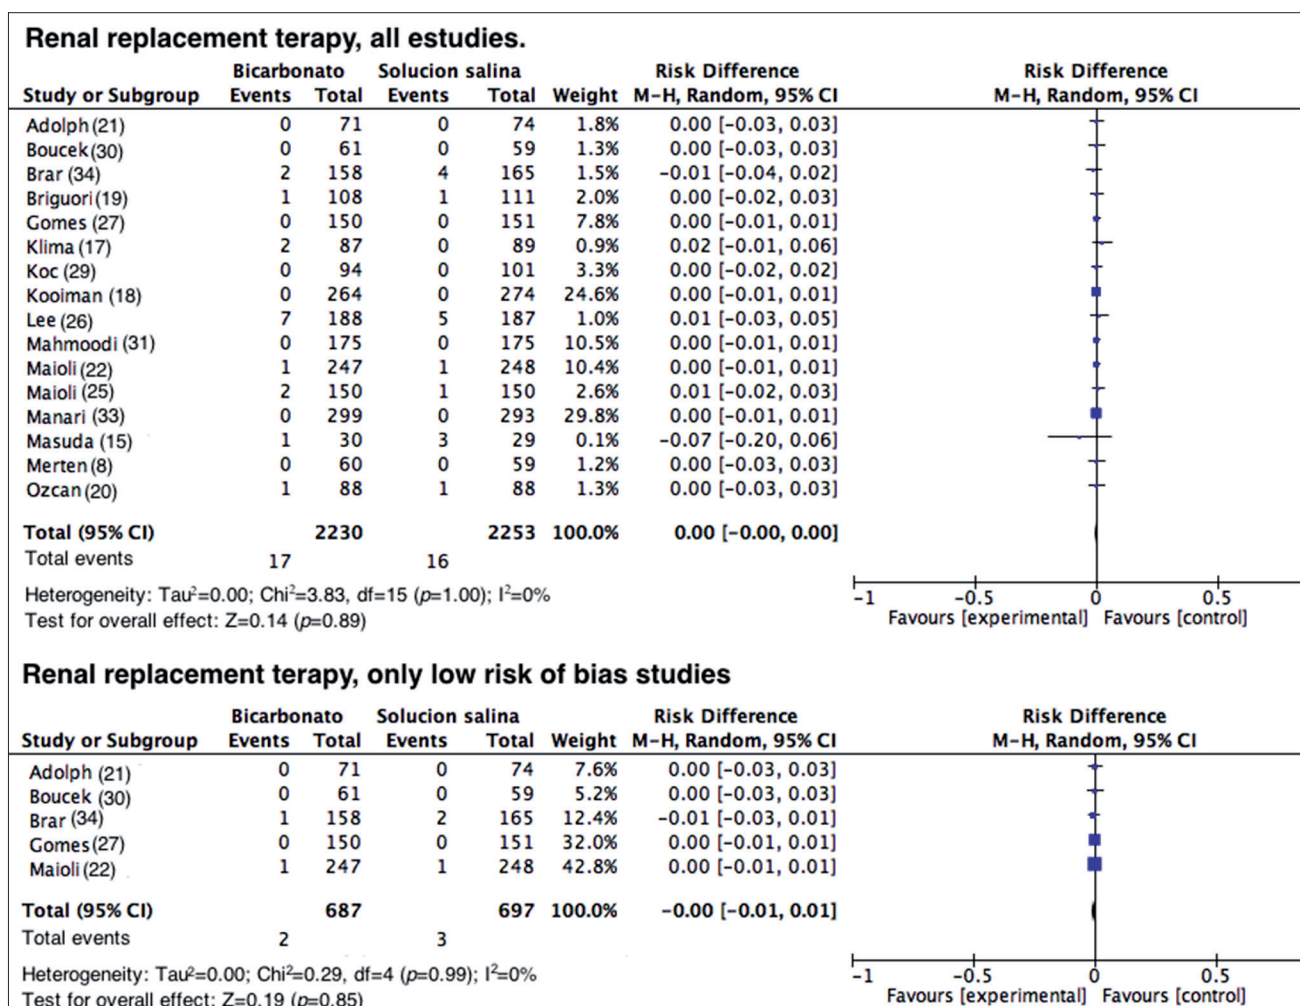 Renal replacement terapy, all estudies.
Bicarbonato Solucion salina Risk Difference Risk Difference
Study or Subgroup Events Total Events Total Weight M-H, Random, 95% CI M-H, Random, 95% CI
Adolph (21) 0 71 0 74 1.8% 0.00 [-0.03, 0.03]
Boucek (30) 0 61 0 59 1.3% 0.00 [-0.03, 0.03]
Brar (34) 2 158 4 165 1.5% -0.01 [-0.04, 0.02]
Briguori (19) 1 108 1 111 2.0% 0.00 [-0.02, 0.03]
Gomes (27) 0 150 0 151 7.8% 0.00 [-0.01, 0.01]
Klima (17) 2 87 0 89 0.9% 0.02 [-0.01, 0.06]
Koc (29) 0 94 0 101 3.3% 0.00 [-0.02, 0.02]
Kooiman (18) 0 264 0 274 24.6% 0.00 [-0.01, 0.01]
Lee (26) 7 188 5 187 1.0% 0.01 [-0.03, 0.05]
Mahmoodi (31) 0 175 0 175 10.5% 0.00 [-0.01, 0.01]
Maioli (22) 1 247 1 248 10.4% 0.00 [-0.01, 0.01]
Maioli (25) 2 150 1 150 2.6% 0.01 [-0.02, 0.03]
Manari (33) 0 299 0 293 29.8% 0.00 [-0.01, 0.01]
Masuda (15) 1 30 3 29 0.1% -0.07 [-0.20, 0.06]
Merten (8) 0 60 0 59 1.2% 0.00 [-0.03, 0.03]
Ozcan (20) 1 88 1 88 1.3% 0.00 [-0.03, 0.03]
Total (95% CI) 2230 2253 100.0% 0.00 [-0.00, 0.00]
Total events 17 16
Heterogeneity: Tau²=0.00; Chi²=3.83, df=15 (p=1.00); I²=0%
Test for overall effect: Z=0.14 (p=0.89)
-1 -0.5 0 0.5
Favours [experimental] Favours [control]
Renal replacement terapy, only low risk of bias studies
Bicarbonato Solucion salina Risk Difference Risk Difference
Study or Subgroup Events Total Events Total Weight M-H, Random, 95% CI M-H, Random, 95% CI
Adolph (21) 0 71 0 74 7.6% 0.00 [-0.03, 0.03]
Boucek (30) 0 61 0 59 5.2% 0.00 [-0.03, 0.03]
Brar (34) 1 158 2 165 12.4% -0.01 [-0.03, 0.01]
Gomes (27) 0 150 0 151 32.0% 0.00 [-0.01, 0.01]
Maioli (22) 1 247 1 248 42.8% 0.00 [-0.01, 0.01]
Total (95% CI) 687 697 100.0% -0.00 [-0.01, 0.01]
Total events 2 3
Heterogeneity: Tau²=0.00; Chi²=0.29, df=4 (p=0.99); I²=0%
Test for overall effect: Z=0.19 (p=0.85)
-1 -0.5 0 0.5
Favours [experimental] Favours [control]